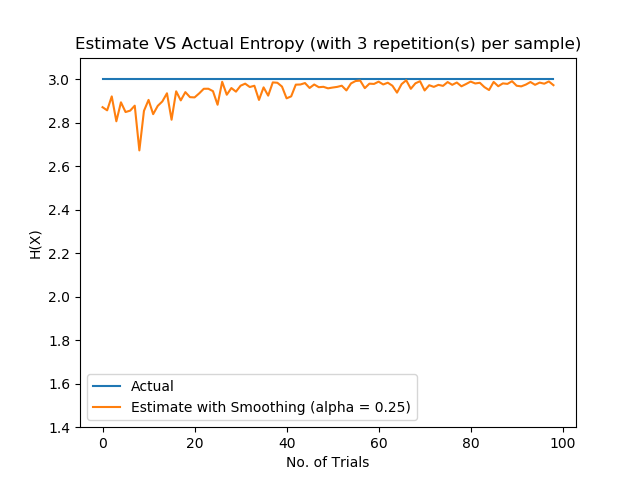 Estimate VS Actual Entropy (with 3 repetition(s) per sample)
3.0
2.8
2.6
2.4
H(X)
2.2
2.0
1.8
1.6
1.4
Actual
Estimate with Smoothing (alpha = 0.25)
0 20 40 60 80 100
No. of Trials